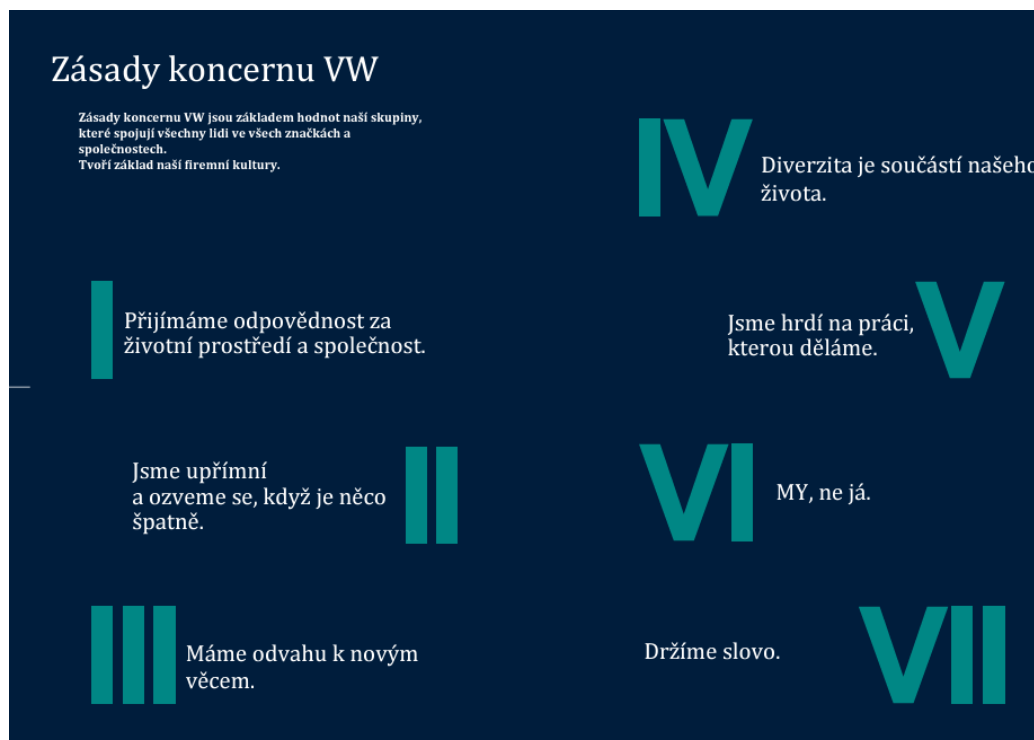 Zásady koncernu VW
Zásady koncernu VW jsou základem hodnot naší skupiny,
které spojují všechny lidi ve všech značkách a
společnostech.
Tvoří základ naší firemní kultury.
I
Přijímáme odpovědnost za
životní prostředí a společnost.
Jsme upřímní
a ozveme se, když je něco
špatně.
II
III
Máme odvahu k novým
věcem.
IV
Diverzita je součástí našeho
života.
Jsme hrdí na práci,
kterou děláme.
V
VI
MY, ne já.
Držíme slovo.
VII